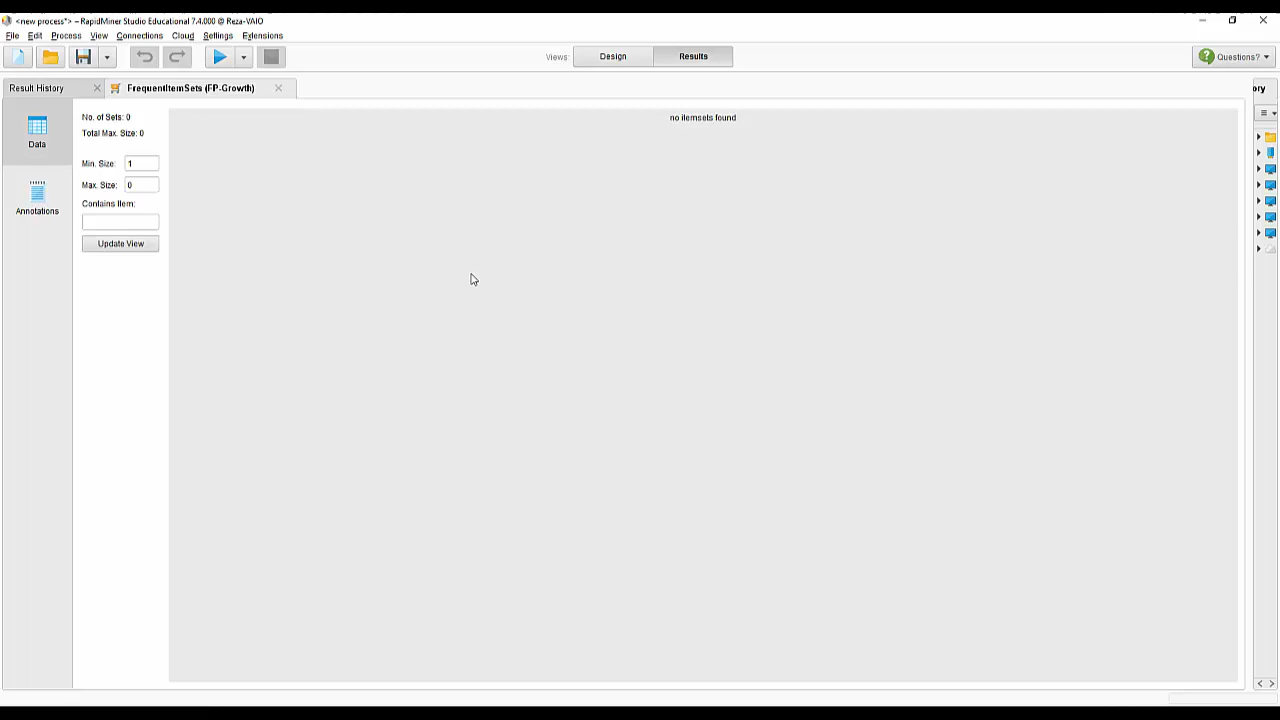 <new process*> – RapidMiner Studio Educational 7.4.000 @ Reza-VAIO
File Edit Process View Connections Cloud Settings Extensions
Views: Design Results
Questions?
Result History
FrequentItemSets (FP-Growth)
ory
Data
Annotations
No. of Sets: 0
Total Max. Size: 0
Min. Size: 1
Max. Size: 0
Contains Item:
Update View
no itemsets found